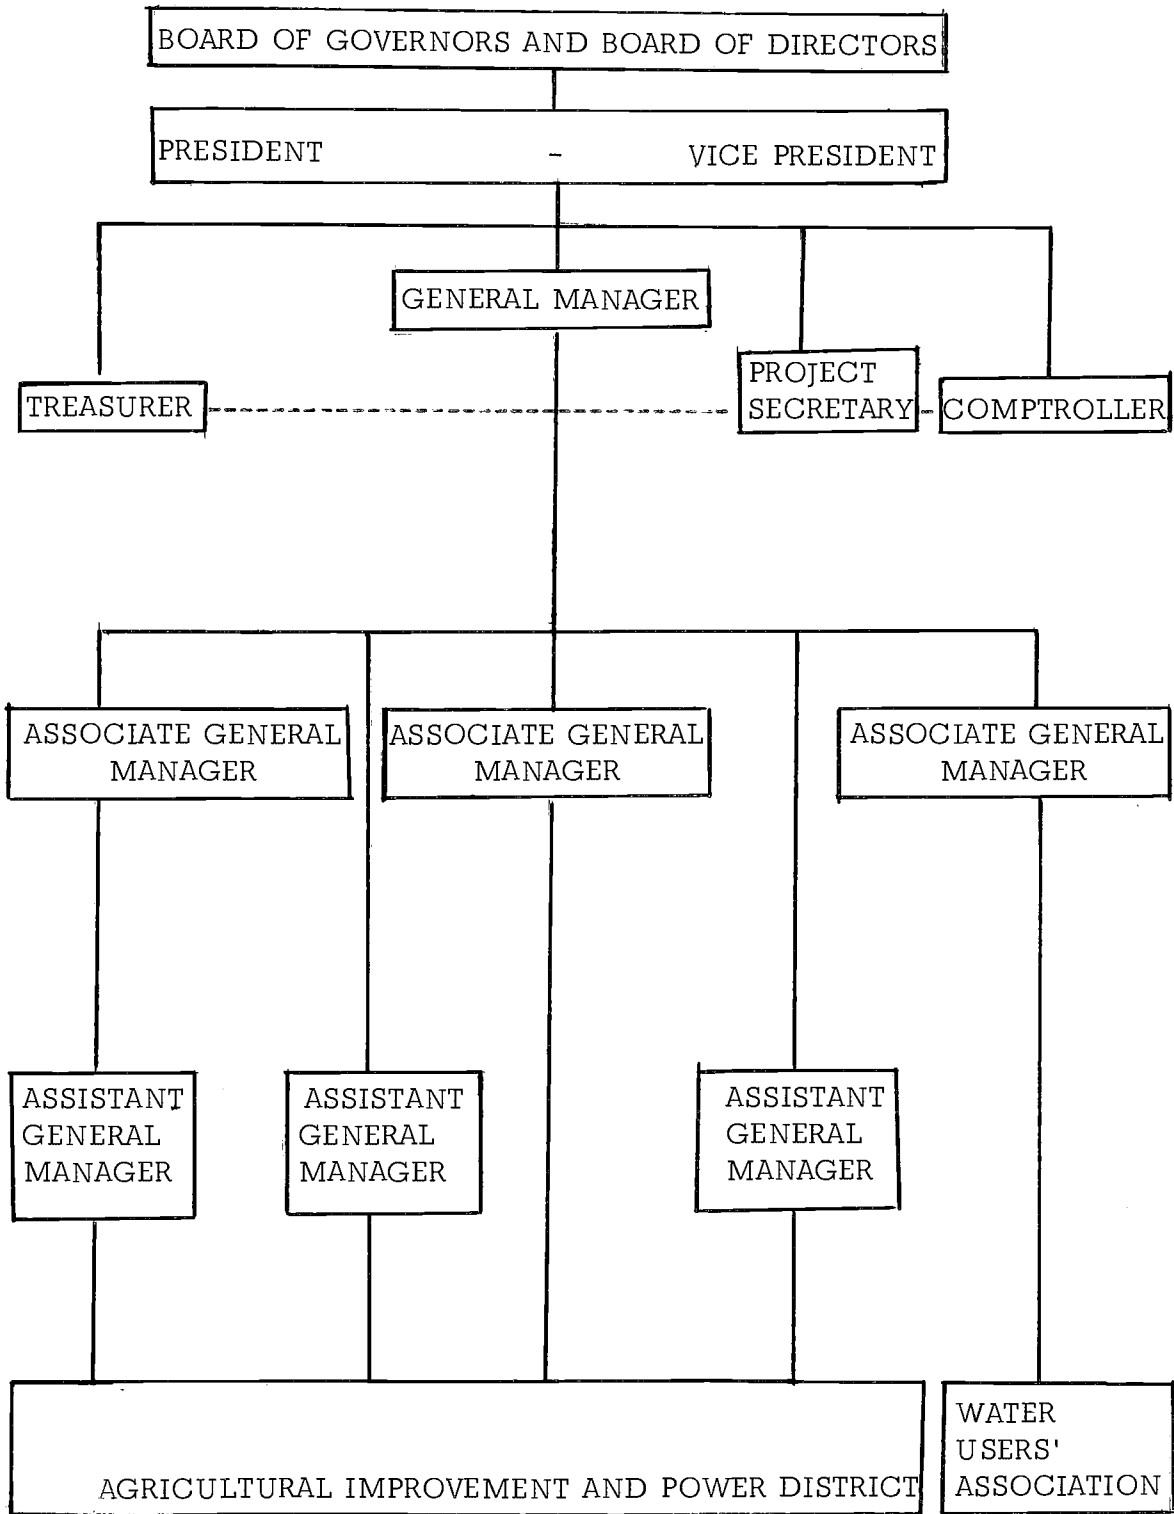 BOARD OF GOVERNORS AND BOARD OF DIRECTORS
PRESIDENT - VICE PRESIDENT
GENERAL MANAGER
TREASURER
PROJECT
SECRETARY
COMPTROLLER
ASSOCIATE GENERAL
MANAGER
ASSOCIATE GENERAL
MANAGER
ASSOCIATE GENERAL
MANAGER
ASSISTANT
GENERAL
MANAGER
ASSISTANT
GENERAL
MANAGER
ASSISTANT
GENERAL
MANAGER
AGRICULTURAL IMPROVEMENT AND POWER DISTRICT
WATER
USERS'
ASSOCIATION